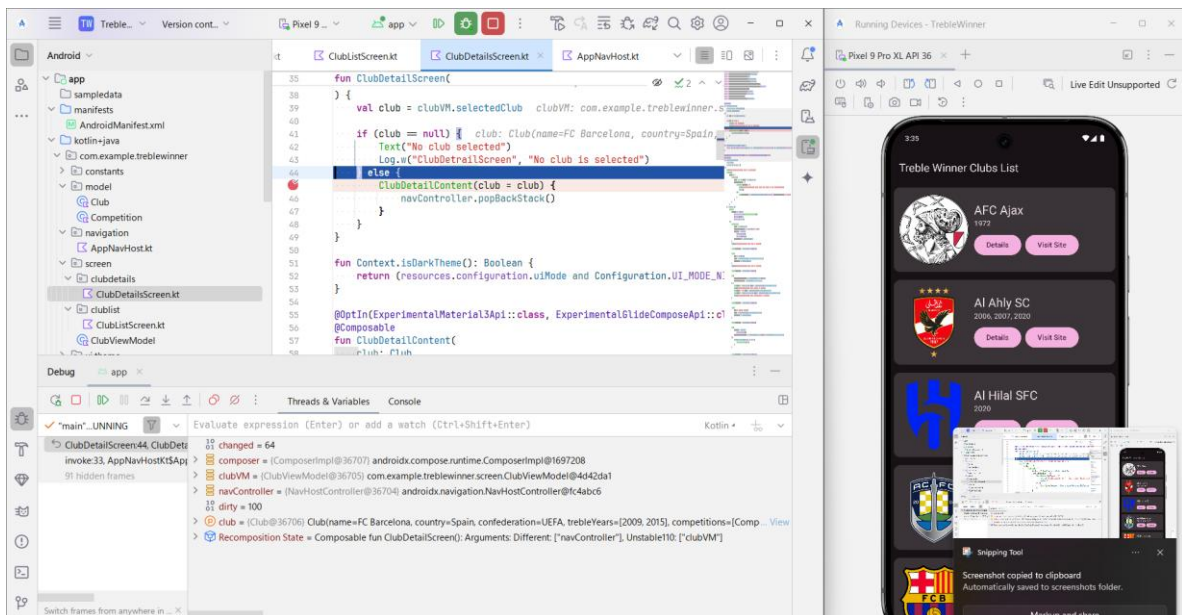 TW Treble... Version cont...
Pixel 9 ... app
Android
app
sampledata
manifests
AndroidManifest.xml
kotlin+java
com.example.treblewinner
constants
model
Club
Competition
navigation
AppNavHost.kt
screen
clubdetails
ClubDetailsScreen.kt
clublist
ClubListScreen.kt
ClubViewModel
ClubListScreen.kt ClubDetailsScreen.kt AppNavHost.kt
2
35 fun ClubDetailScreen(
38 ) {
39 val club = clubVM.selectedClub clubVM: com.example.treblewinner.s
40
41 if (club == null) { club: Club(name=FC Barcelona, country=Spain,
42 Text("No club selected")
43 Log.w("ClubDetrailScreen", "No club is selected")
44 } else {
ClubDetailContent(club = club) {
46 navController.popBackStack()
47 }
48 }
49 }
50
51 fun Context.isDarkTheme(): Boolean {
52 return (resources.configuration.uiMode and Configuration.UI_MODE_NI
53 }
54
55 @OptIn(ExperimentalMaterial3Api::class, ExperimentalGlideComposeApi::cl
56 @Composable
57 fun ClubDetailContent(
58 club: Club
Debug app
Threads & Variables Console
"main"...UNNING
Evaluate expression (Enter) or add a watch (Ctrl+Shift+Enter) Kotlin
ClubDetailScreen:44, ClubDeta
invoke:33, AppNavHostKt$App
91 hidden frames
Switch frames from anywhere in ...
changed = 64
composer = {ComposerImpl@36707} androidx.compose.runtime.ComposerImpl@1697208
clubVM = {ClubViewModel@36705} com.example.treblewinner.screen.ClubViewModel@4d42da1
navController = {NavHostController@36704} androidx.navigation.NavHostController@fc4abc6
dirty = 100
club = {Club@36706} Club(name=FC Barcelona, country=Spain, confederation=UEFA, trebleYears=[2009, 2015], competitions=[Comp ... View
Recomposition State = Composable fun ClubDetailScreen(): Arguments: Different: ["navController"], Unstable110: ["clubVM"]
Running Devices - TrebleWinner
Pixel 9 Pro XL API 36
Live Edit Unsupported
3:35
Treble Winner Clubs List
AFC Ajax
1972
Details Visit Site
Al Ahly SC
2006, 2007, 2020
Details Visit Site
Al Hilal SFC
2020
FCB
Snipping Tool
Screenshot copied to clipboard
Automatically saved to screenshots folder.
Markup and share